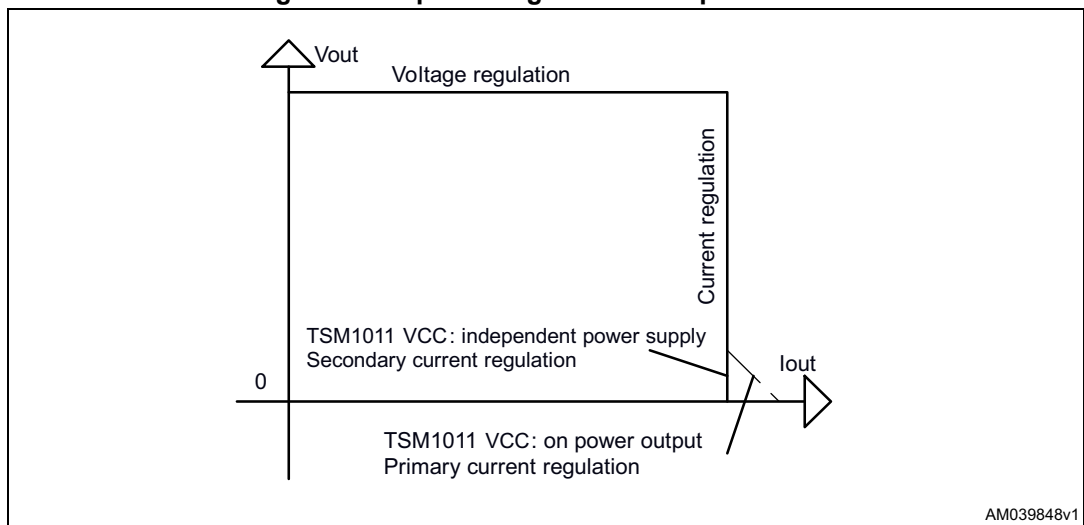 Vout
Voltage regulation
Current regulation
TSM1011 VCC: independent power supply
Secondary current regulation
Iout
0
TSM1011 VCC: on power output
Primary current regulation
AM039848v1